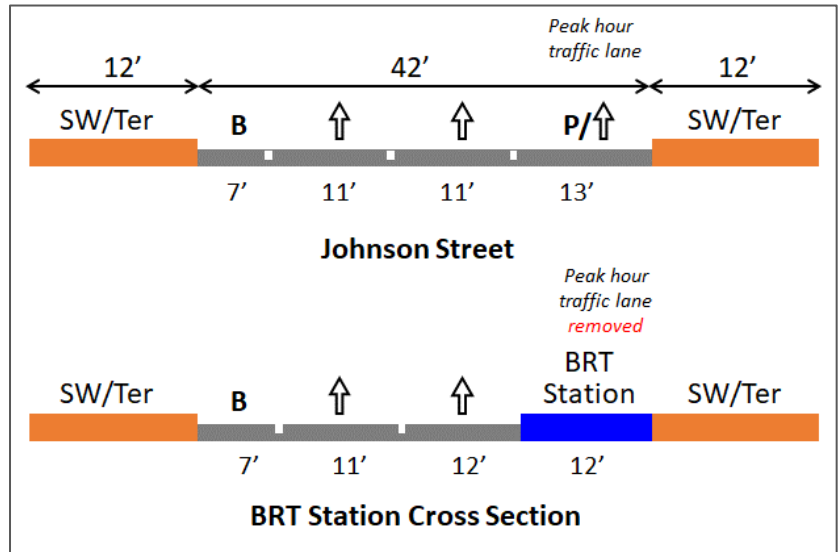 Peak hour
traffic lane
12’ 42’ 12’
SW/Ter B P/ SW/Ter
7’ 11’ 11’ 13’
Johnson Street
Peak hour
traffic lane
removed
BRT
Station
SW/Ter B SW/Ter
7’ 11’ 12’ 12’
BRT Station Cross Section